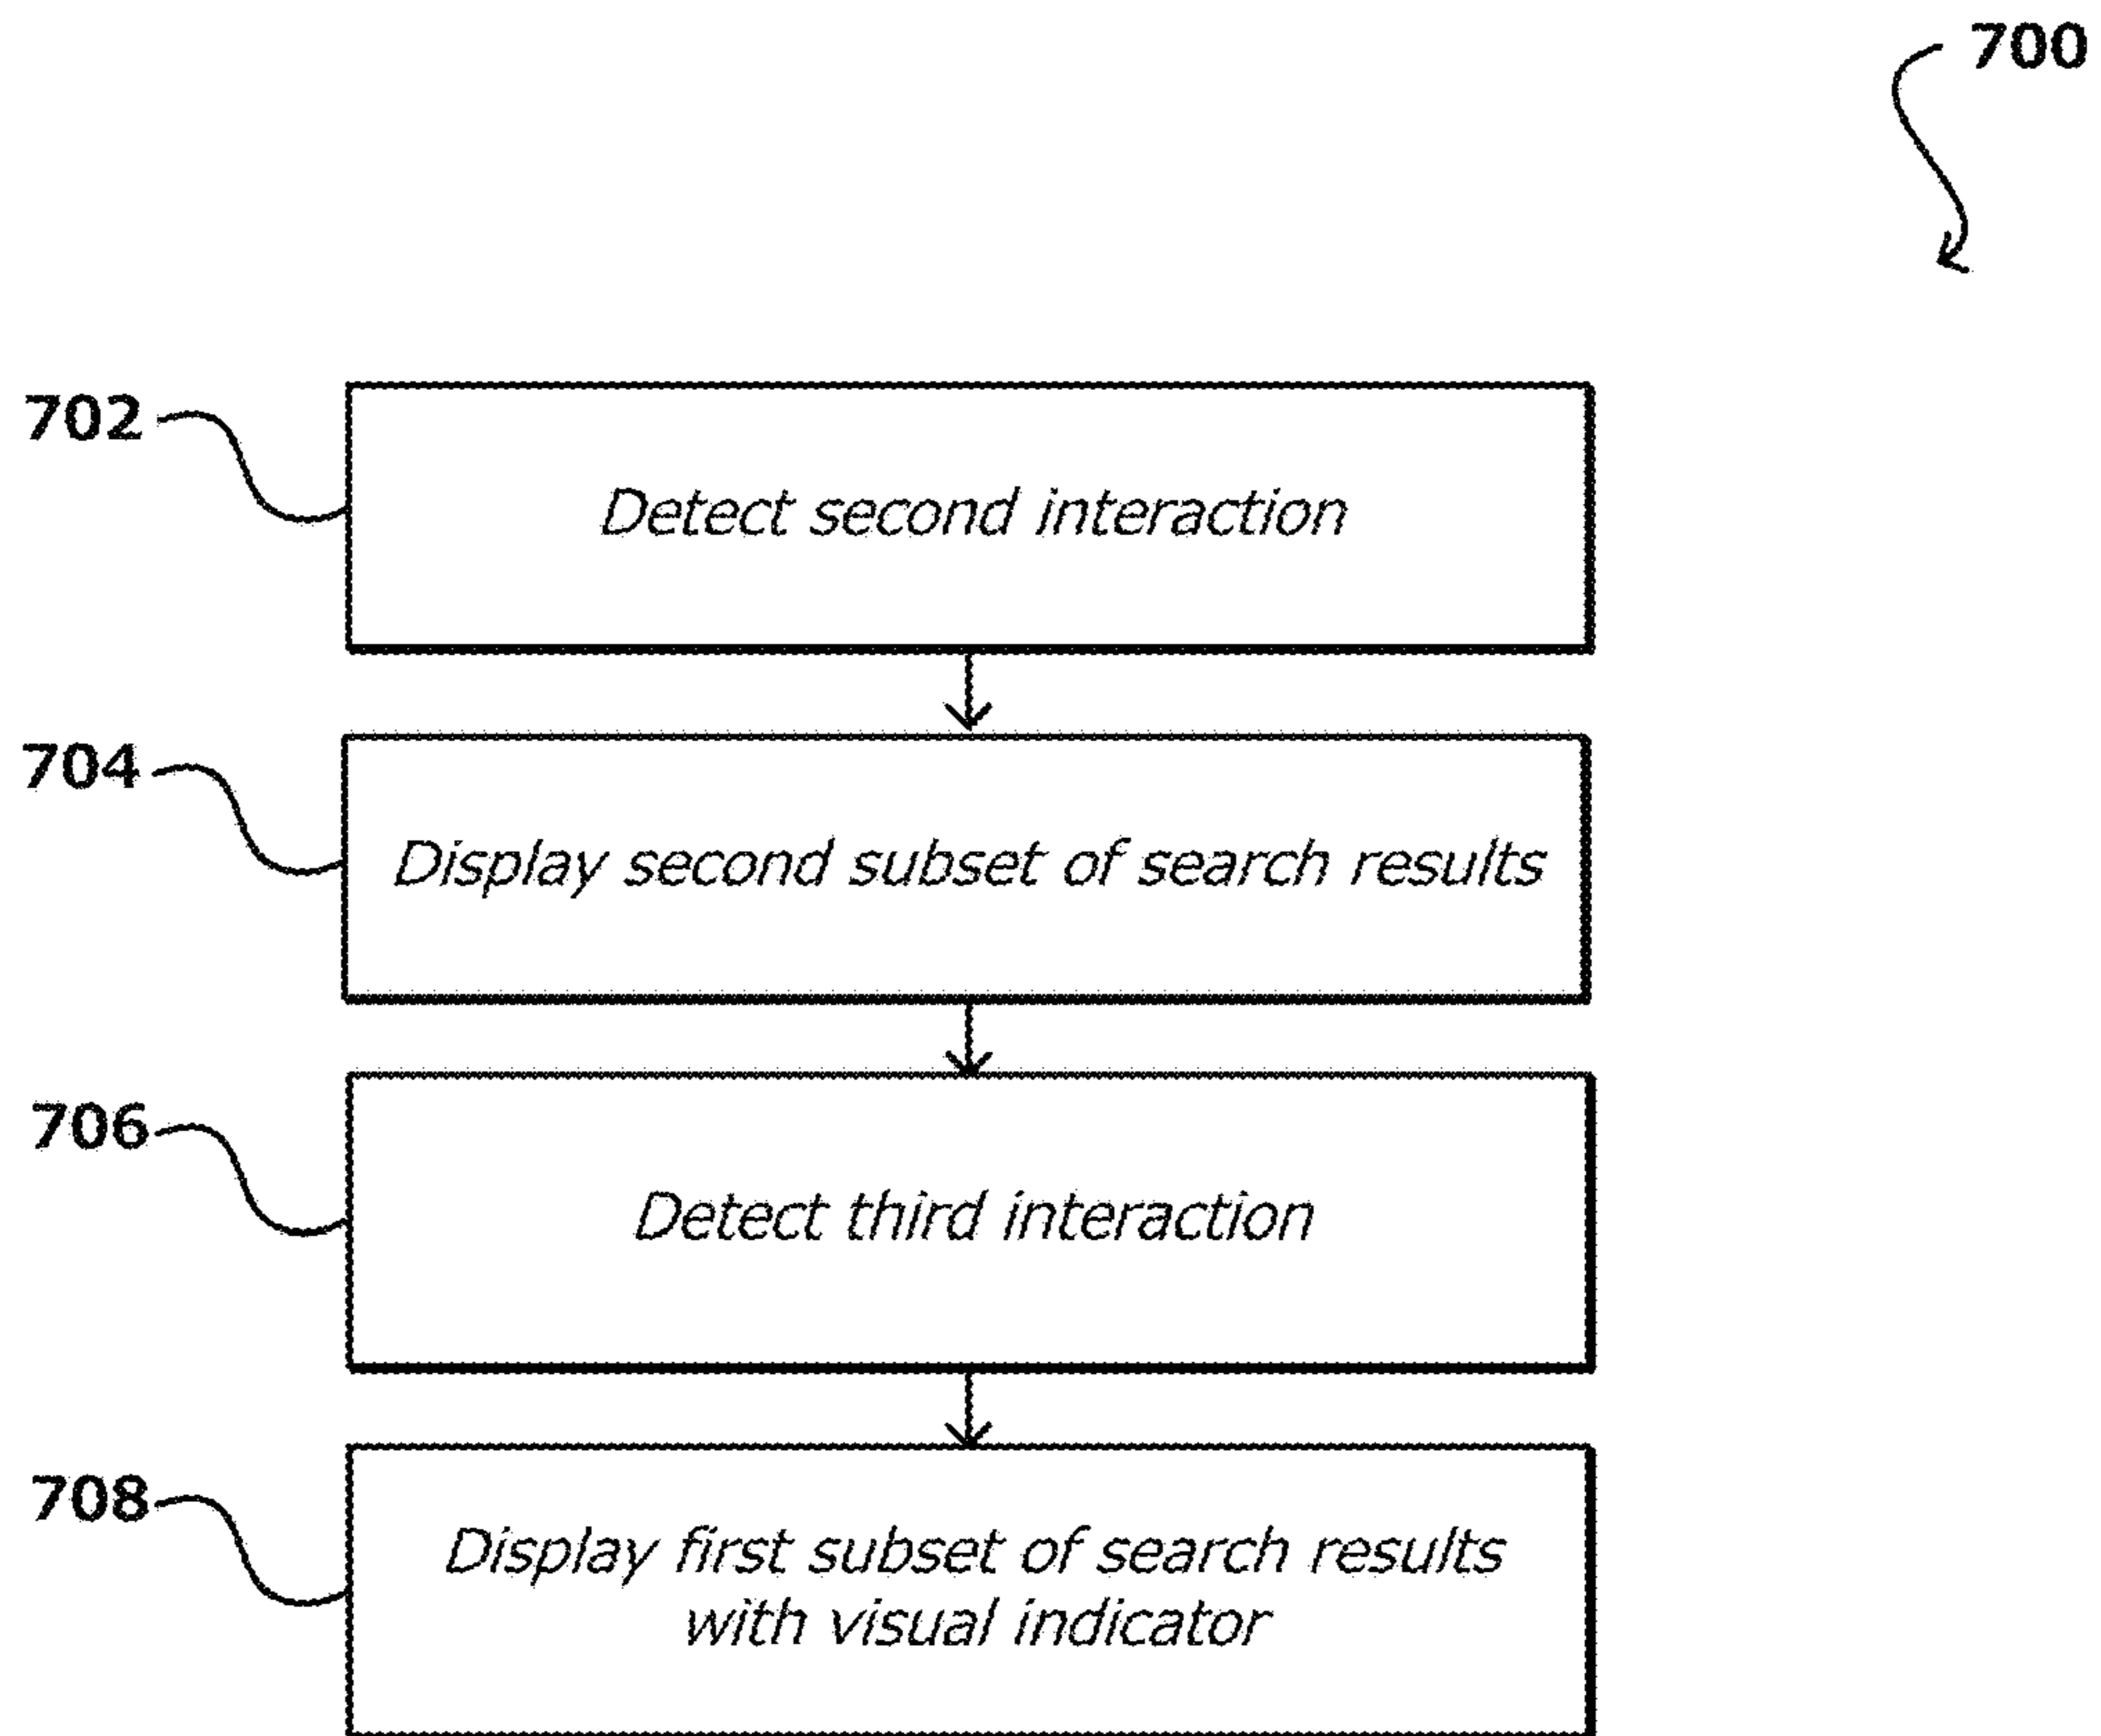 700
702
Detect second interaction
704
Display second subset of search results
706
Detect third interaction
708
Display first subset of search results
with visual indicator